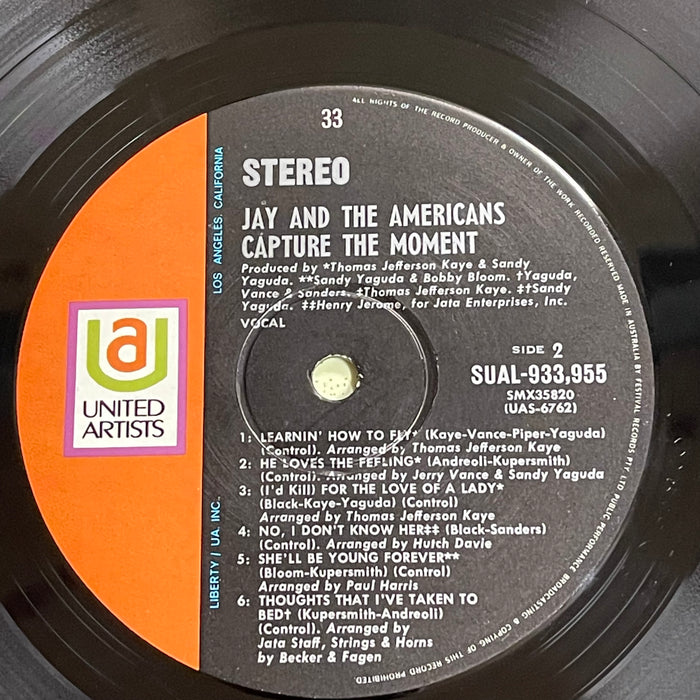 33
STEREO
JAY AND THE AMERICANS
CAPTURE THE MOMENT
Produced by *Thomas Jefferson Kaye & Sandy
Yaguda. **Sandy Yaguda & Bobby Bloom. †Yaguda,
Vance & Sanders. ‡Thomas Jefferson Kaye. ‡†Sandy
Yaguda. ‡‡Henry Jerome, for Jata Enterprises, Inc.
VOCAL
SIDE 2
SUAL-933,955
SMX35820
(UAS-6762)
1: LEARNIN' HOW TO FLY* (Kaye-Vance-Piper-Yaguda)
(Control). Arranged by Thomas Jefferson Kaye
2: HE LOVES THE FEELING* (Andreoli-Kupersmith)
(Control). Arranged by Jerry Vance & Sandy Yaguda
3: (I'd Kill) FOR THE LOVE OF A LADY*
(Black-Kaye-Yaguda) (Control)
Arranged by Thomas Jefferson Kaye
4: NO, I DON'T KNOW HER‡‡ (Black-Sanders)
(Control). Arranged by Hutch Davie
5: SHE'LL BE YOUNG FOREVER**
(Bloom-Kupersmith) (Control)
Arranged by Paul Harris
6: THOUGHTS THAT I'VE TAKEN TO
BED† (Kupersmith-Andreoli)
(Control). Arranged by
Jata Staff, Strings & Horns
by Becker & Fagen
ua
UNITED
ARTISTS
LIBERTY / UA, INC., LOS ANGELES, CALIFORNIA
ALL RIGHTS OF THE RECORD PRODUCER & OWNER OF THE WORK RECORDED RESERVED MADE IN AUSTRALIA BY FESTIVAL RECORDS PTY LTD PUBLIC PERFORMANCE BROADCASTING & COPYING OF THIS RECORD PROHIBITED.